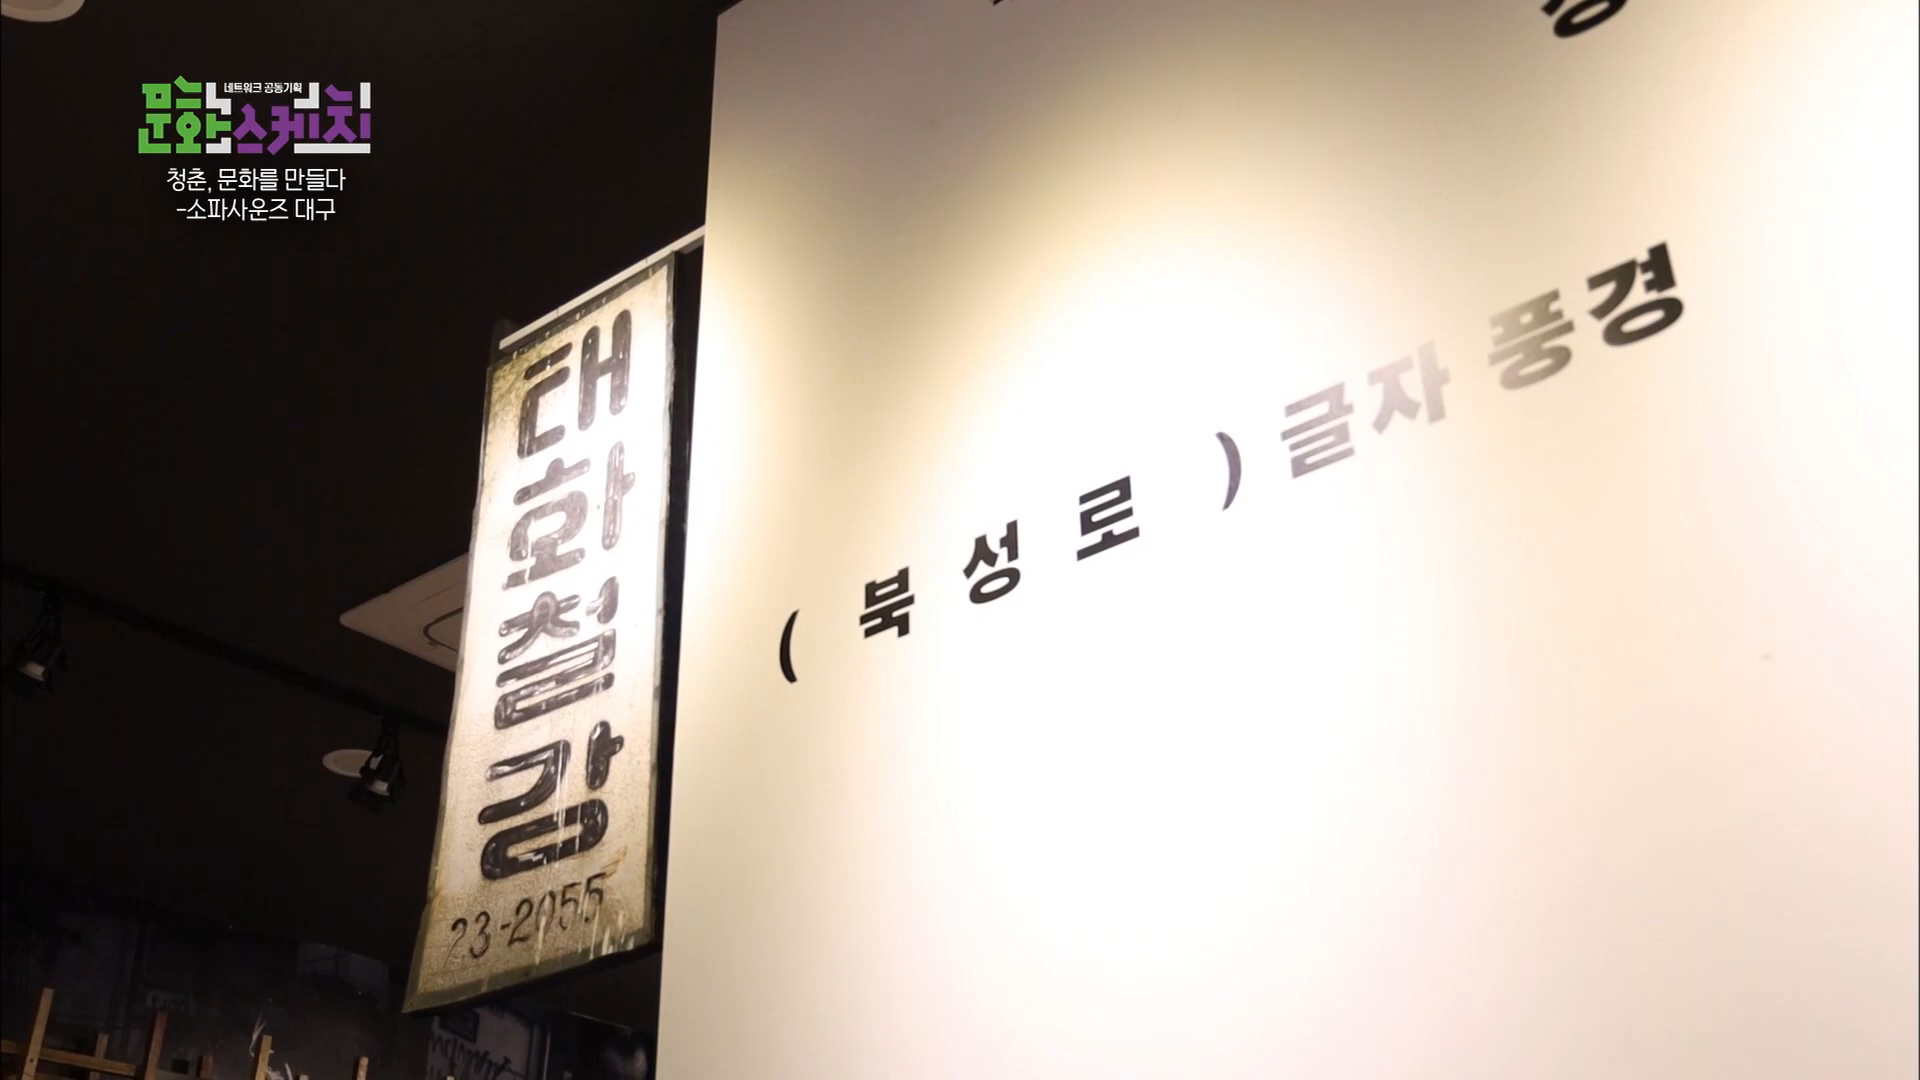 네트워크 공동기획
문화스케치
청춘, 문화를 만들다
-소파사운즈 대구
태화철강
23-2055
( 북 성 로 ) 글자 풍경